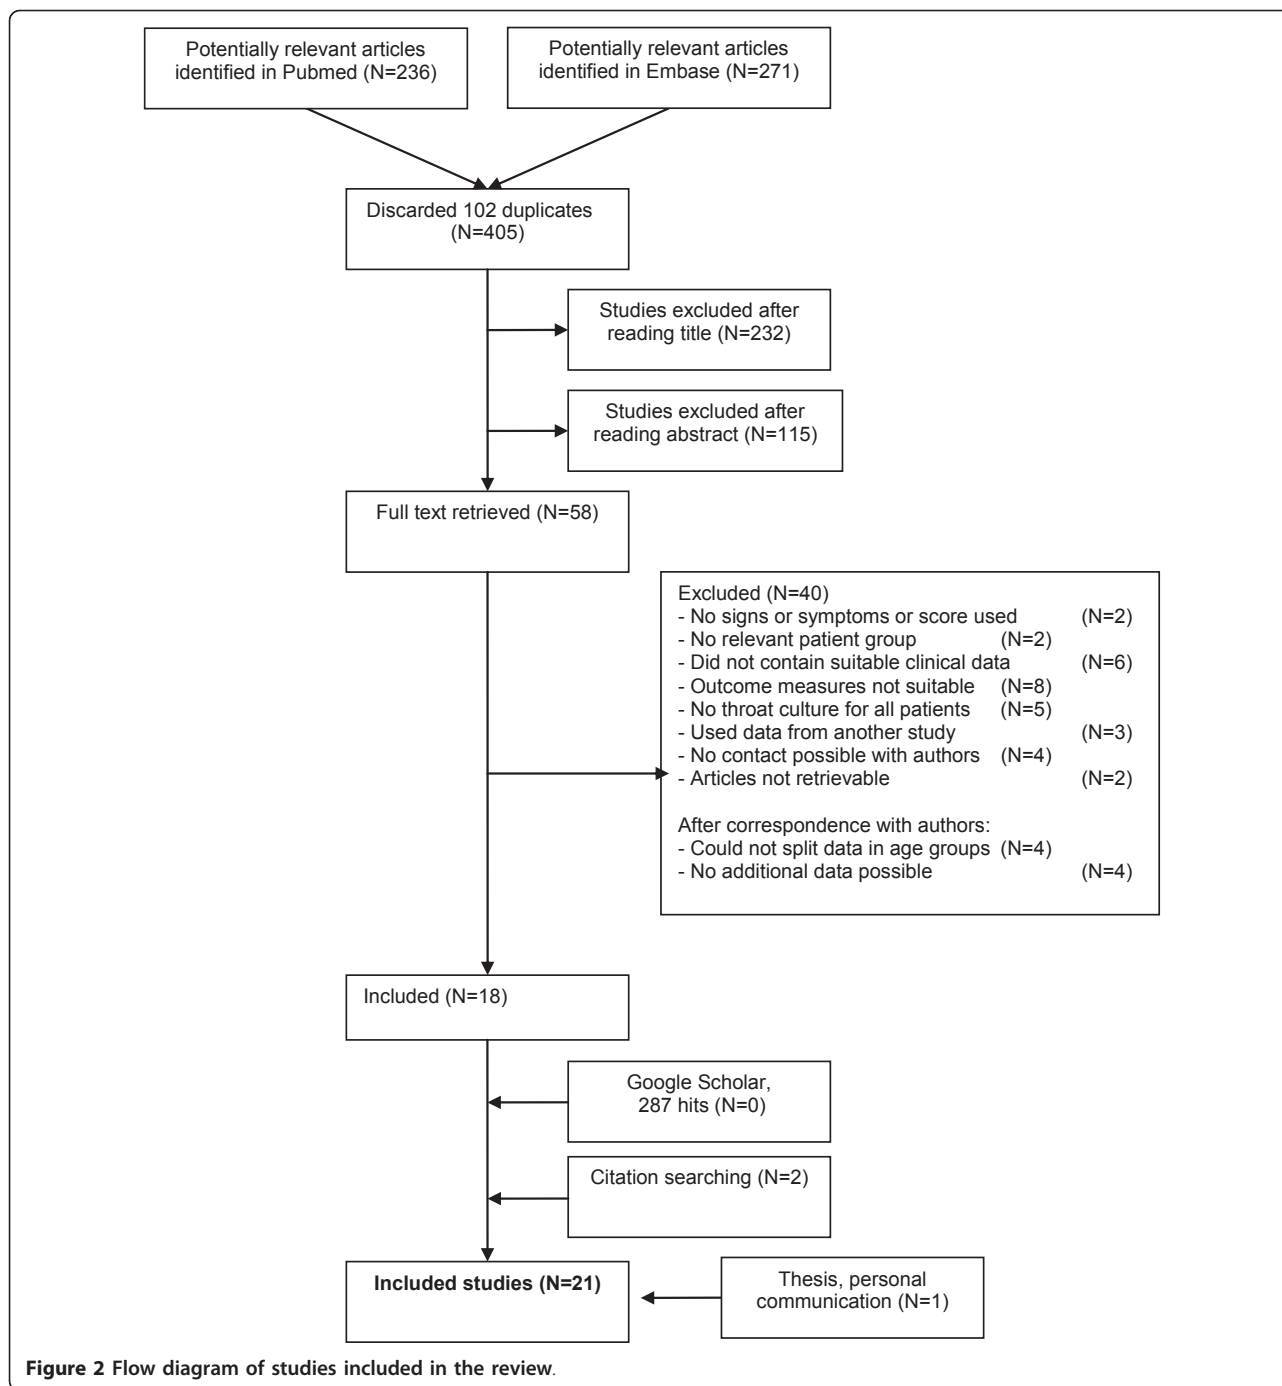 Potentially relevant articles
identified in Pubmed (N=236)
Potentially relevant articles
identified in Embase (N=271)
Discarded 102 duplicates
(N=405)
Studies excluded after
reading title (N=232)
Studies excluded after
reading abstract (N=115)
Full text retrieved (N=58)
Excluded (N=40)
- No signs or symptoms or score used (N=2)
- No relevant patient group (N=2)
- Did not contain suitable clinical data (N=6)
- Outcome measures not suitable (N=8)
- No throat culture for all patients (N=5)
- Used data from another study (N=3)
- No contact possible with authors (N=4)
- Articles not retrievable (N=2)
After correspondence with authors:
- Could not split data in age groups (N=4)
- No additional data possible (N=4)
Included (N=18)
Google Scholar,
287 hits (N=0)
Citation searching (N=2)
Included studies (N=21)
Thesis, personal
communication (N=1)
Figure 2 Flow diagram of studies included in the review.